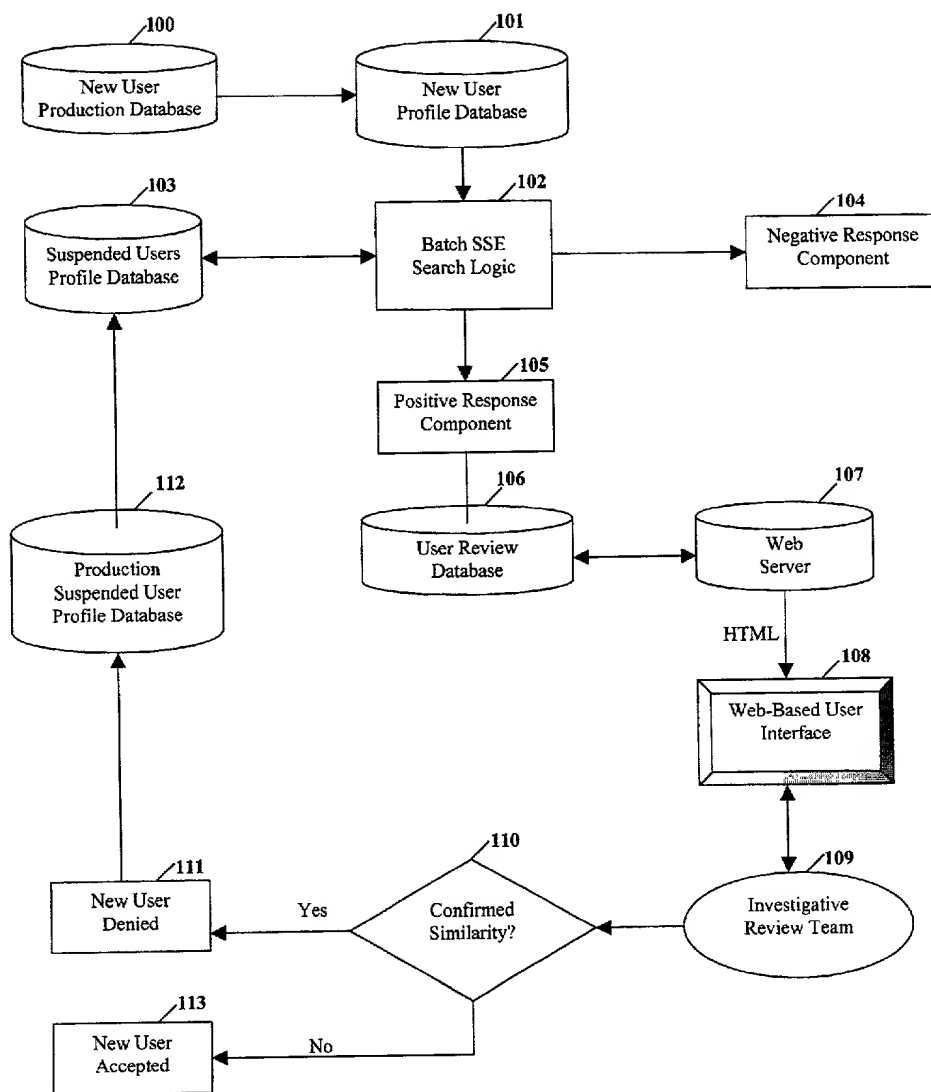 100
New User
Production Database
101
New User
Profile Database
103
Suspended Users
Profile Database
102
Batch SSE
Search Logic
104
Negative Response
Component
105
Positive Response
Component
112
Production
Suspended User
Profile Database
106
User Review
Database
107
Web
Server
HTML
108
Web-Based User
Interface
111
New User
Denied
Yes
110
Confirmed
Similarity?
109
Investigative
Review Team
113
New User
Accepted
No